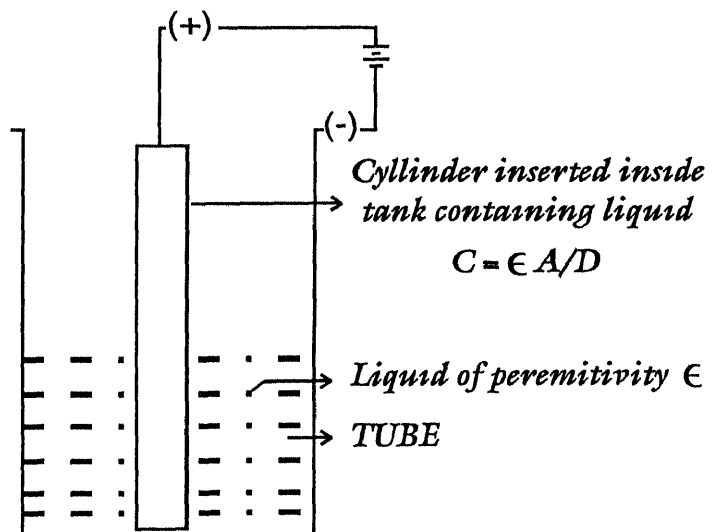 (+)
(-)
Cyllinder inserted inside
tank containing liquid
C = ϵ A/D
Liquid of peremitivity ϵ
TUBE